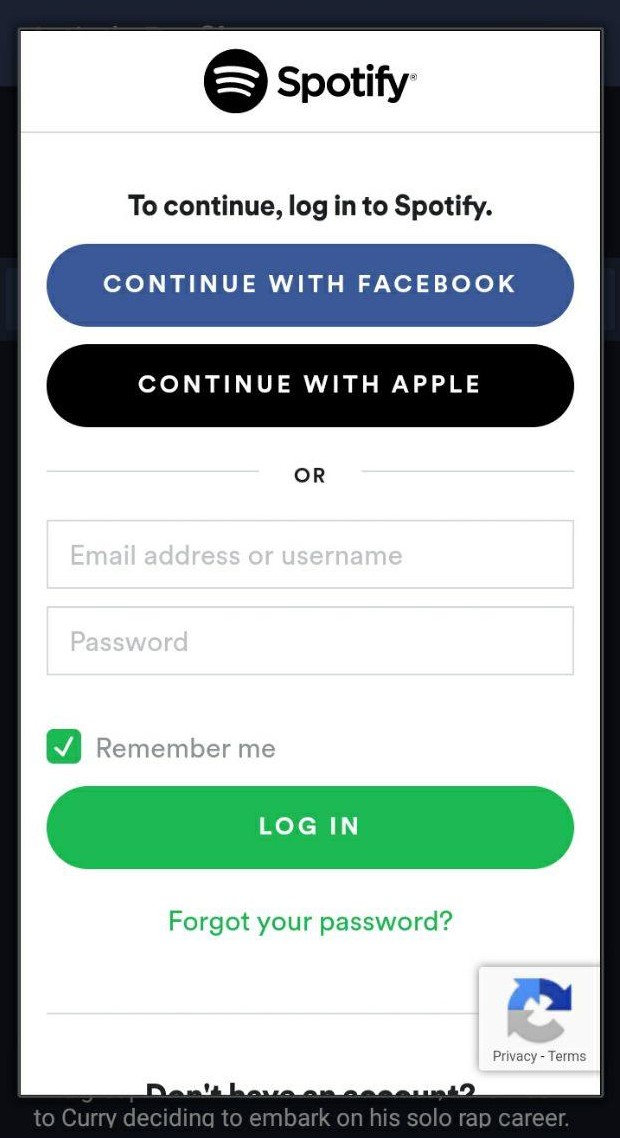 Spotify®
To continue, log in to Spotify.
CONTINUE WITH FACEBOOK
CONTINUE WITH APPLE
OR
Email address or username
Password
Remember me
LOG IN
Forgot your password?
Privacy - Terms
Don't have an account?
to Curry deciding to embark on his solo rap career.